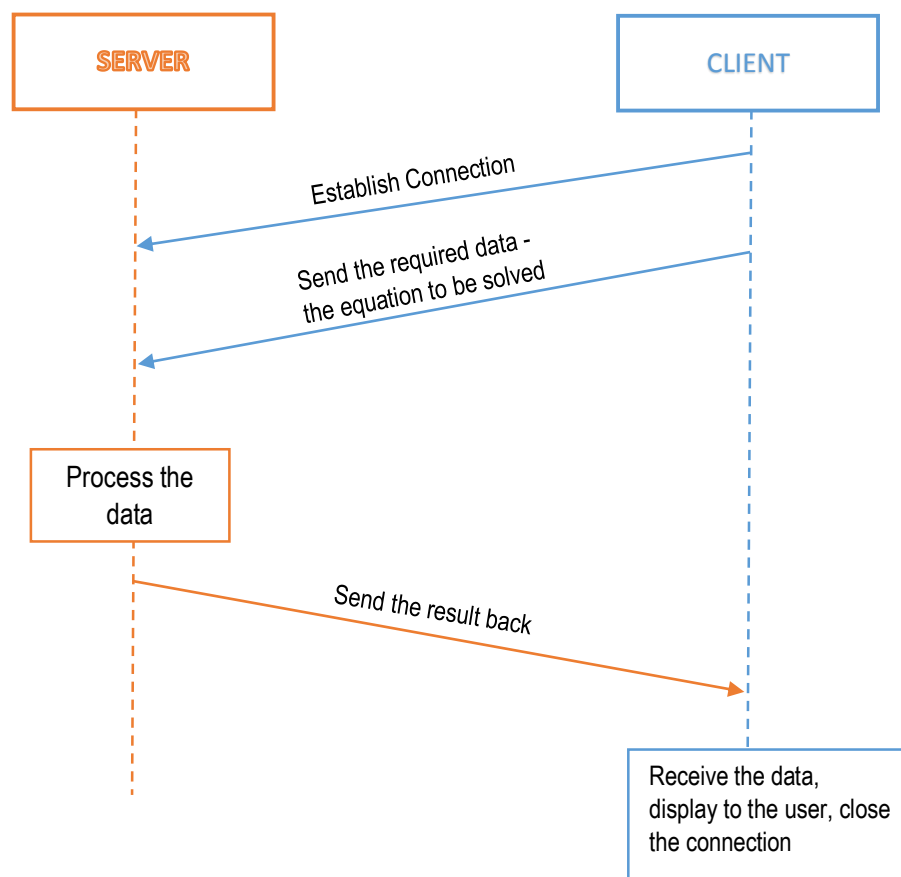 SERVER
CLIENT
Establish Connection
Send the required data -
the equation to be solved
Process the
data
Send the result back
Receive the data,
display to the user, close
the connection